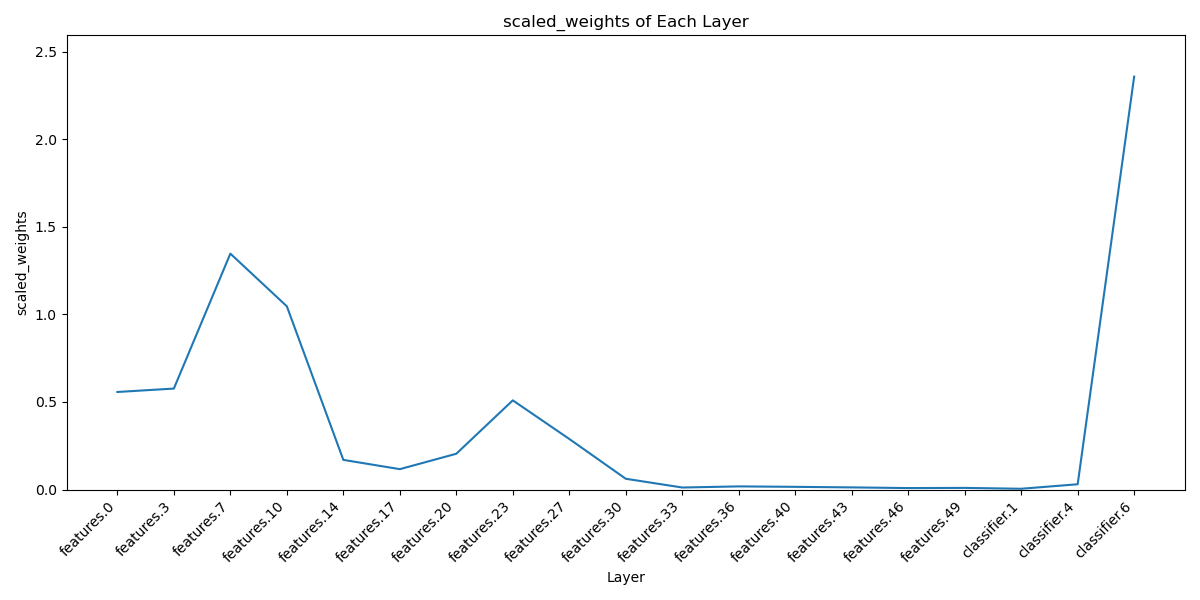 scaled_weights of Each Layer
scaled_weights
2.5
2.0
1.5
1.0
0.5
0.0
features.0
features.3
features.7
features.10
features.14
features.17
features.20
features.23
features.27
features.30
features.33
features.36
features.40
features.43
features.46
features.49
classifier.1
classifier.4
classifier.6
Layer